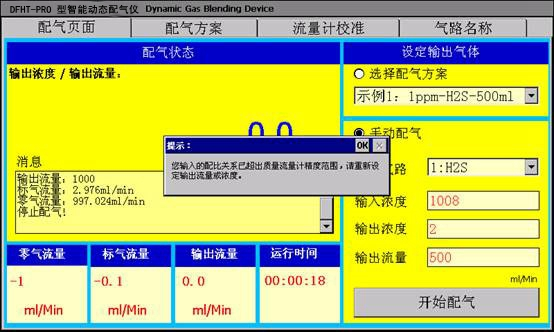 DFHT-PRO 型智能动态配气仪 Dynamic Gas Blending Device
配气页面 配气方案 流量计校准 气路名称
配气状态
输出浓度 / 输出流量:
0.0
消息
输出流量: 1000
标气流量: 2.976ml/min
零气流量: 997.024ml/min
停止配气!
提示:
OK ×
您输入的配比关系已超出质量流量计精度范围,请重新设
定输出流量或浓度。
设定输出气体
选择配气方案
示例1: 1ppm-H2S-500ml
手动配气
气路 1:H2S
输入浓度 1008
输出浓度 2
输出流量 500
ml/Min
开始配气
零气流量 标气流量 输出流量 运行时间
-1 -0.1 0.0 00:00:18
ml/Min ml/Min ml/Min